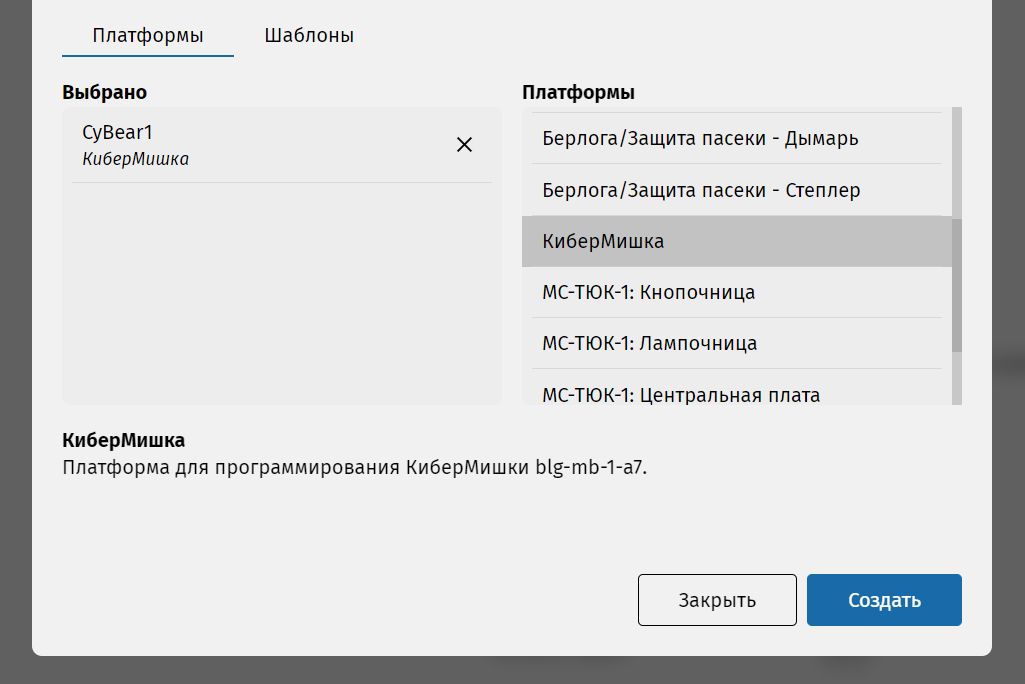 Платформы
Шаблоны
Выбрано
CyBear1
КиберМишка
Платформы
Берлога/Защита пасеки - Дымарь
Берлога/Защита пасеки - Степлер
КиберМишка
МС-ТЮК-1: Кнопочница
МС-ТЮК-1: Лампочница
МС-ТЮК-1: Центральная плата
КиберМишка
Платформа для программирования КиберМишки blg-mb-1-a7.
Закрыть
Создать